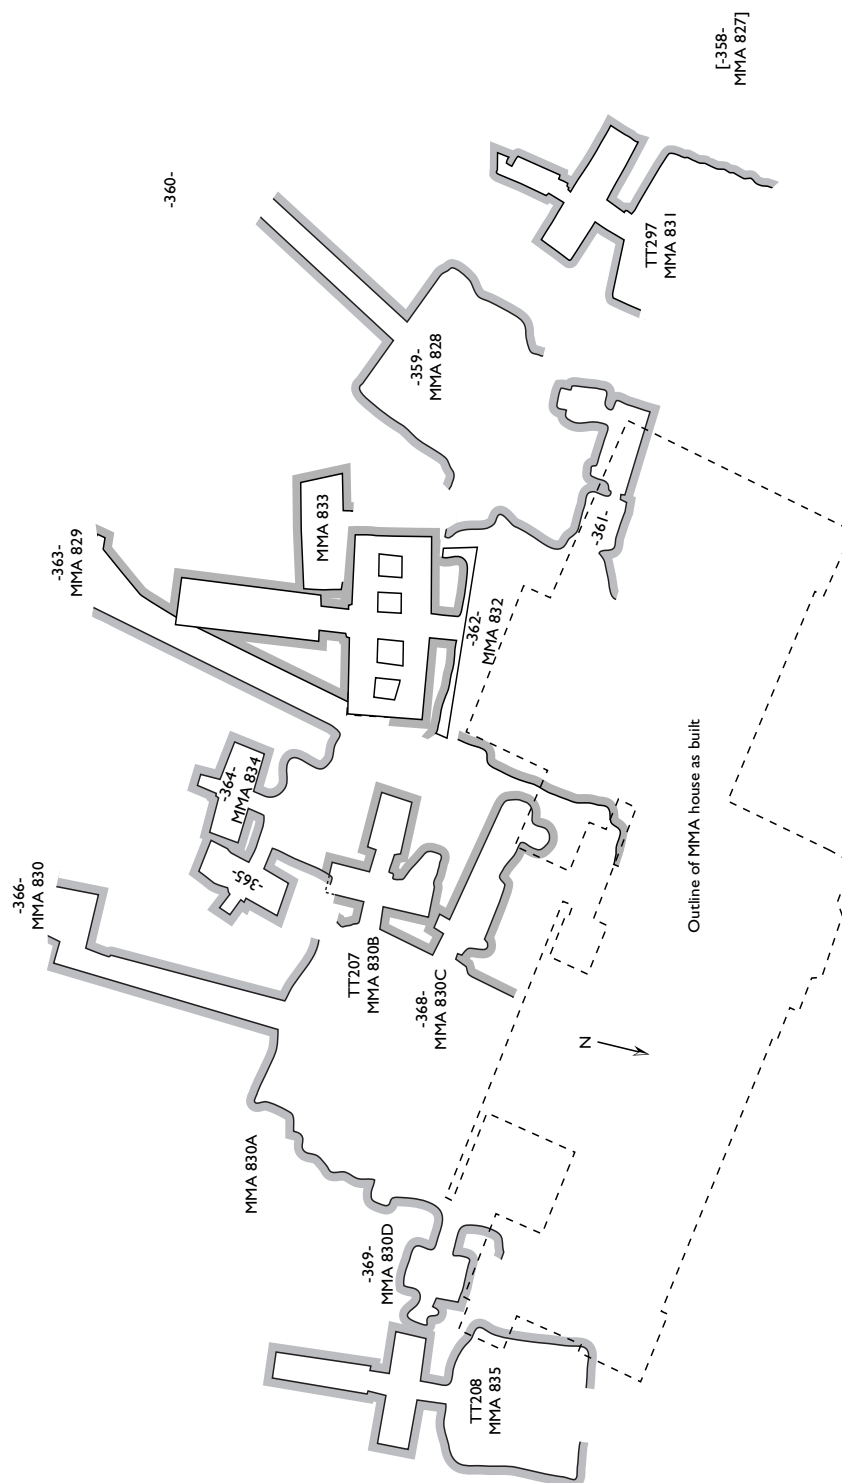 [-358-
MMA 827]
TT297
MMA 831
-360-
-359-
MMA 828
-361-
MMA 833
-363-
MMA 829
-362-
MMA 832
-364-
MMA 834
-365-
Outline of MMA house as built
-366-
MMA 830
TT207
MMA 830B
-368-
MMA 830C
N
MMA 830A
-369-
MMA 830D
TT208
MMA 835